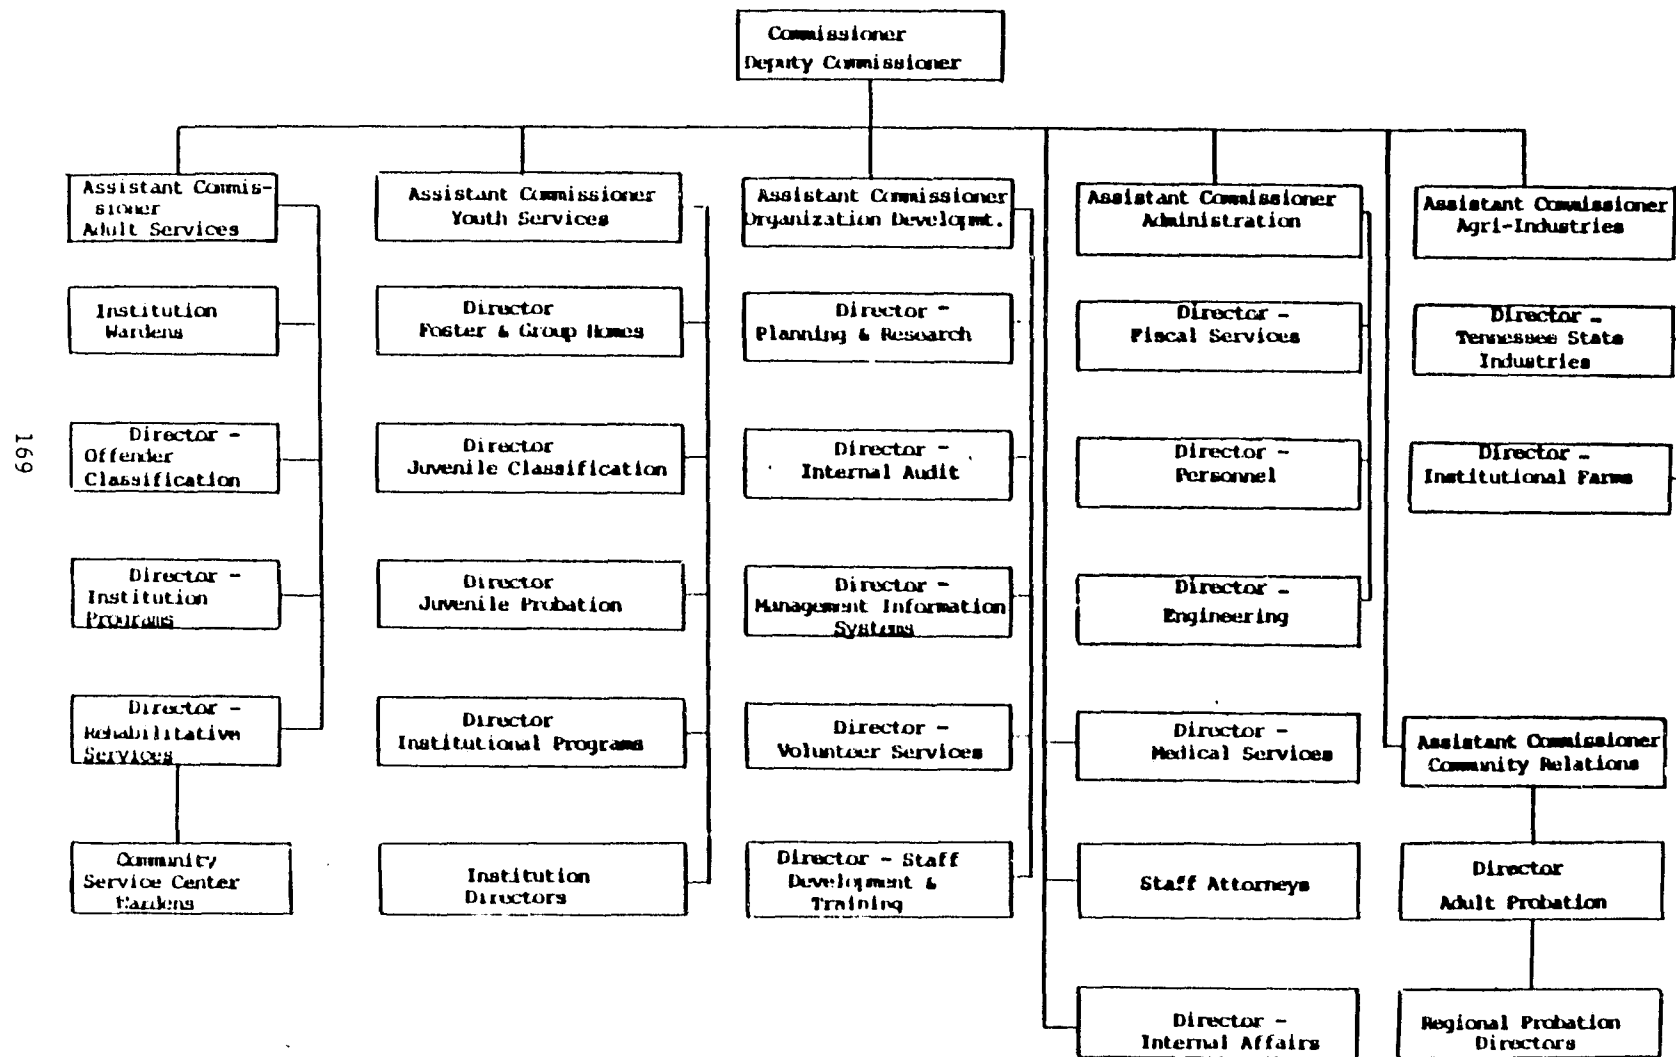 Commissioner
Deputy Commissioner
Assistant Commis-
sioner
Adult Services
Institution
Wardens
Director -
Offender
Classification
Director -
Institution
Programs
Director -
Rehabilitative
Services
Community
Service Center
Wardens
Assistant Commissioner
Youth Services
Director
Foster & Group Homes
Director
Juvenile Classification
Director
Juvenile Probation
Director
Institutional Programs
Institution
Directors
Assistant Commissioner
Organization Developmt.
Director -
Planning & Research
Director -
Internal Audit
Director -
Management Information
Systems
Director -
Volunteer Services
Director - Staff
Development &
Training
Assistant Commissioner
Administration
Director -
Fiscal Services
Director -
Personnel
Director -
Engineering
Director -
Medical Services
Staff Attorneys
Director -
Internal Affairs
Assistant Commissioner
Agri-Industries
Director -
Tennessee State
Industries
Director -
Institutional Farms
Assistant Commissioner
Community Relations
Director
Adult Probation
Regional Probation
Directors
169